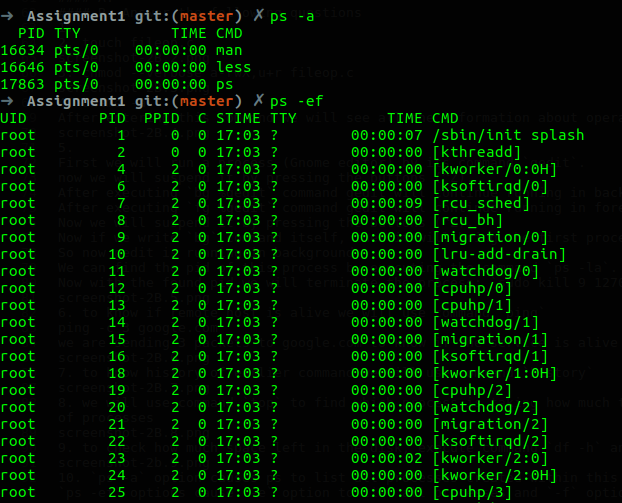 ➜  Assignment1 git:(master) ✗ ps -a
  PID TTY          TIME CMD
16634 pts/0    00:00:00 man
16646 pts/0    00:00:00 less
17863 pts/0    00:00:00 ps
➜  Assignment1 git:(master) ✗ ps -ef
UID        PID  PPID  C STIME TTY          TIME CMD
root         1     0  0 17:03 ?        00:00:07 /sbin/init splash
root         2     0  0 17:03 ?        00:00:00 [kthreadd]
root         4     2  0 17:03 ?        00:00:00 [kworker/0:0H]
root         6     2  0 17:03 ?        00:00:00 [ksoftirqd/0]
root         7     2  0 17:03 ?        00:00:09 [rcu_sched]
root         8     2  0 17:03 ?        00:00:00 [rcu_bh]
root         9     2  0 17:03 ?        00:00:00 [migration/0]
root        10     2  0 17:03 ?        00:00:00 [lru-add-drain]
root        11     2  0 17:03 ?        00:00:00 [watchdog/0]
root        12     2  0 17:03 ?        00:00:00 [cpuhp/0]
root        13     2  0 17:03 ?        00:00:00 [cpuhp/1]
root        14     2  0 17:03 ?        00:00:00 [watchdog/1]
root        15     2  0 17:03 ?        00:00:00 [migration/1]
root        16     2  0 17:03 ?        00:00:00 [ksoftirqd/1]
root        18     2  0 17:03 ?        00:00:00 [kworker/1:0H]
root        19     2  0 17:03 ?        00:00:00 [cpuhp/2]
root        20     2  0 17:03 ?        00:00:00 [watchdog/2]
root        21     2  0 17:03 ?        00:00:00 [migration/2]
root        22     2  0 17:03 ?        00:00:00 [ksoftirqd/2]
root        23     2  0 17:03 ?        00:00:02 [kworker/2:0]
root        24     2  0 17:03 ?        00:00:00 [kworker/2:0H]
root        25     2  0 17:03 ?        00:00:00 [cpuhp/3]